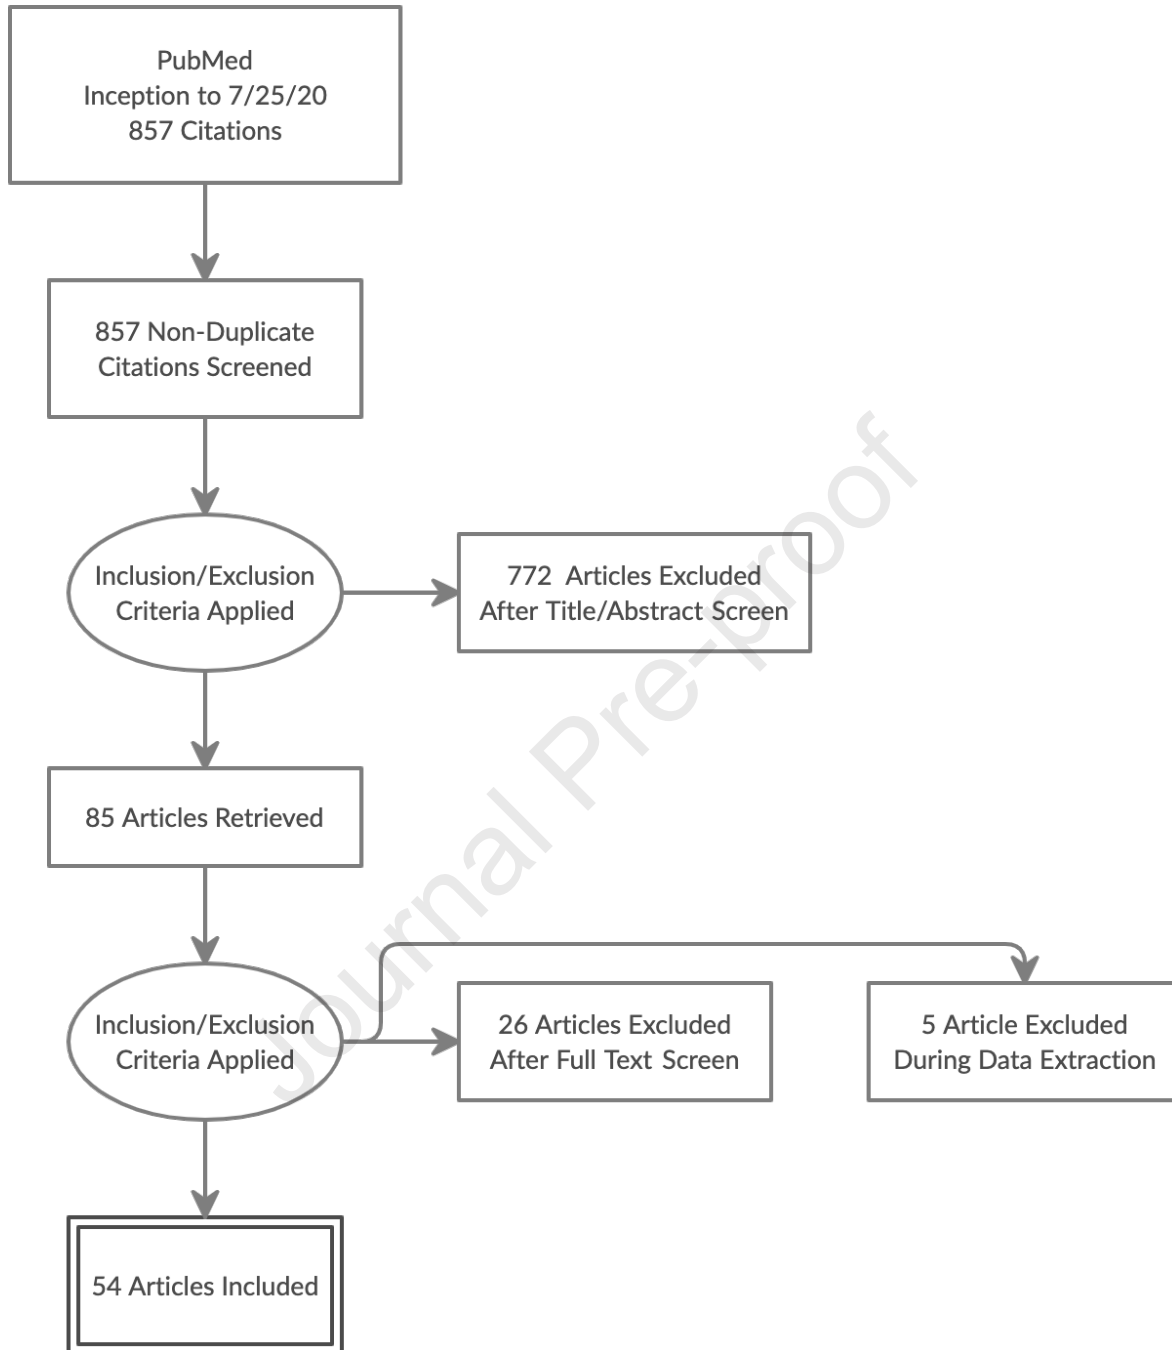 PubMed
Inception to 7/25/20
857 Citations
857 Non-Duplicate
Citations Screened
Inclusion/Exclusion
Criteria Applied
772 Articles Excluded
After Title/Abstract Screen
85 Articles Retrieved
Inclusion/Exclusion
Criteria Applied
26 Articles Excluded
After Full Text Screen
5 Article Excluded
During Data Extraction
54 Articles Included
Journal Pre-proof